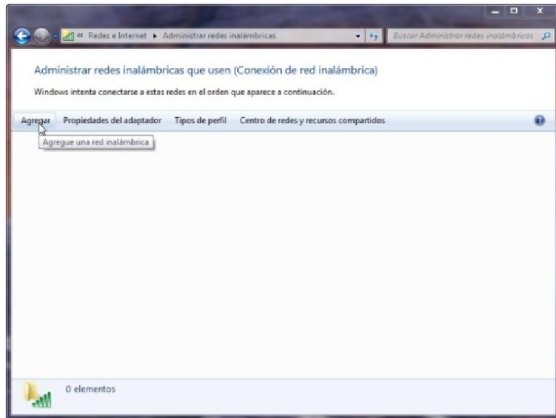 « Redes e Internet ▸ Administrar redes inalámbricas
Buscar Administrar redes inalámbricas
Administrar redes inalámbricas que usen (Conexión de red inalámbrica)
Windows intenta conectarse a estas redes en el orden que aparece a continuación.
Agregar Propiedades del adaptador Tipos de perfil Centro de redes y recursos compartidos
Agregue una red inalámbrica
0 elementos